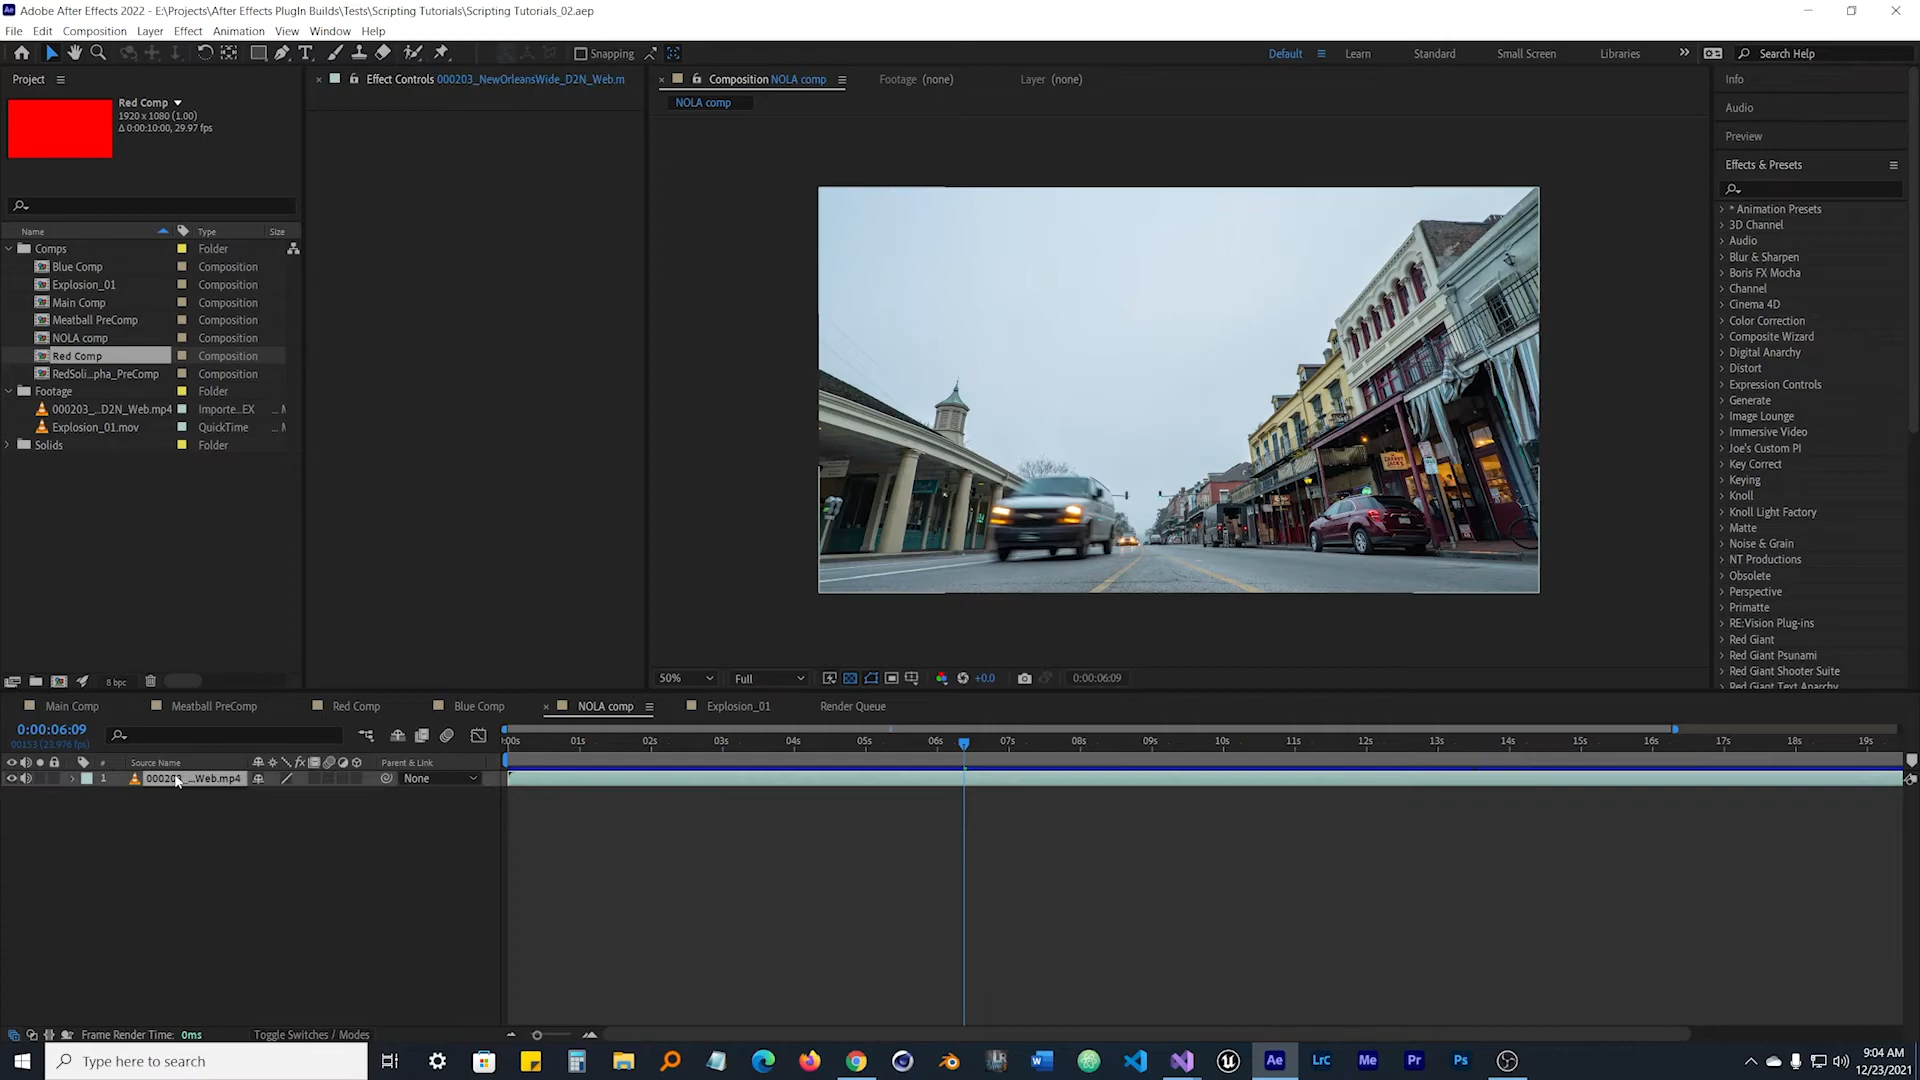 Adobe After Effects 2022 - E:\Projects\After Effects PlugIn Builds\Tests\Scripting Tutorials\Scripting Tutorials_02.aep
File Edit Composition Layer Effect Animation View Window Help
Snapping
Default Learn Standard Small Screen Libraries Search Help
Project
Effect Controls 000203_NewOrleansWide_D2N_Web.m
Composition NOLA comp
Footage (none)
Layer (none)
NOLA comp
Red Comp
1920 x 1080 (1.00)
Δ 0:00:10:00, 29.97 fps
Name Type Size
Comps Folder
Blue Comp Composition
Explosion_01 Composition
Main Comp Composition
Meatball PreComp Composition
NOLA comp Composition
Red Comp Composition
RedSoli...pha_PreComp Composition
Footage Folder
000203_...D2N_Web.mp4 Importe...EX ... M
Explosion_01.mov QuickTime ... M
Solids Folder
8 bpc
50% Full +0.0 0:00:06:09
Info
Audio
Preview
Effects & Presets
* Animation Presets
3D Channel
Audio
Blur & Sharpen
Boris FX Mocha
Channel
Cinema 4D
Color Correction
Composite Wizard
Digital Anarchy
Distort
Expression Controls
Generate
Image Lounge
Immersive Video
Joe's Custom PI
Key Correct
Keying
Knoll
Knoll Light Factory
Matte
Noise & Grain
NT Productions
Obsolete
Perspective
Primatte
RE:Vision Plug-ins
Red Giant
Red Giant Psunami
Red Giant Shooter Suite
Red Giant Text Anarchy
Main Comp Meatball PreComp Red Comp Blue Comp NOLA comp Explosion_01 Render Queue
0:00:06:09
00153 (23.976 fps)
:00s 01s 02s 03s 04s 05s 06s 07s 08s 09s 10s 11s 12s 13s 14s 15s 16s 17s 18s 19s
# Source Name fx Parent & Link
1 000203_...Web.mp4 None
Frame Render Time: 0ms Toggle Switches / Modes
Type here to search
Ae LrC Me Pr Ps
9:04 AM
12/23/2021